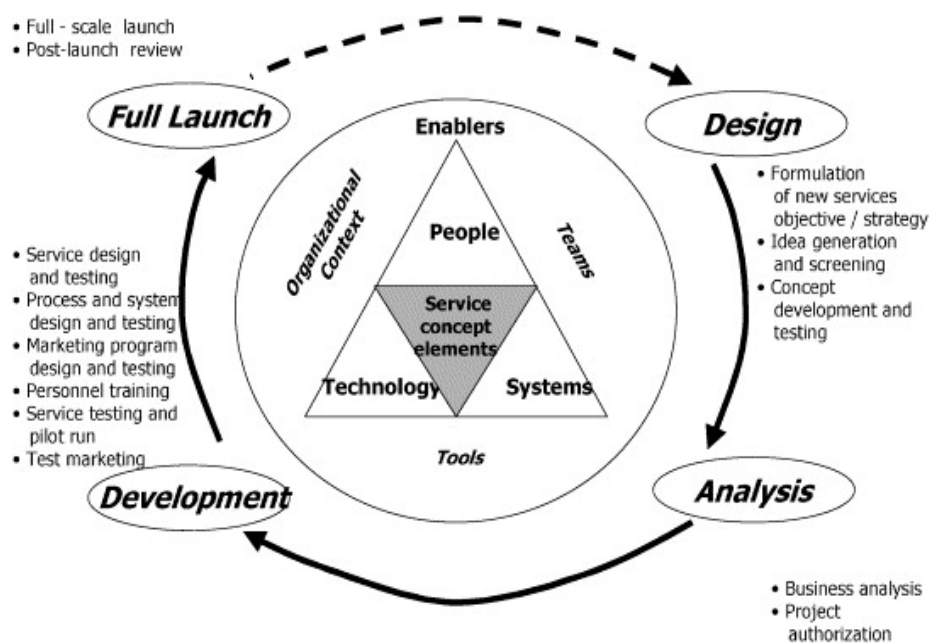 • Full - scale launch
• Post-launch review
Full Launch
Design
Enablers
Organizational
Context
Teams
People
Service
concept
elements
Technology
Systems
Tools
• Formulation
of new services
objective / strategy
• Idea generation
and screening
• Concept
development and
testing
• Service design
and testing
• Process and system
design and testing
• Marketing program
design and testing
• Personnel training
• Service testing and
pilot run
• Test marketing
Development
Analysis
• Business analysis
• Project
authorization